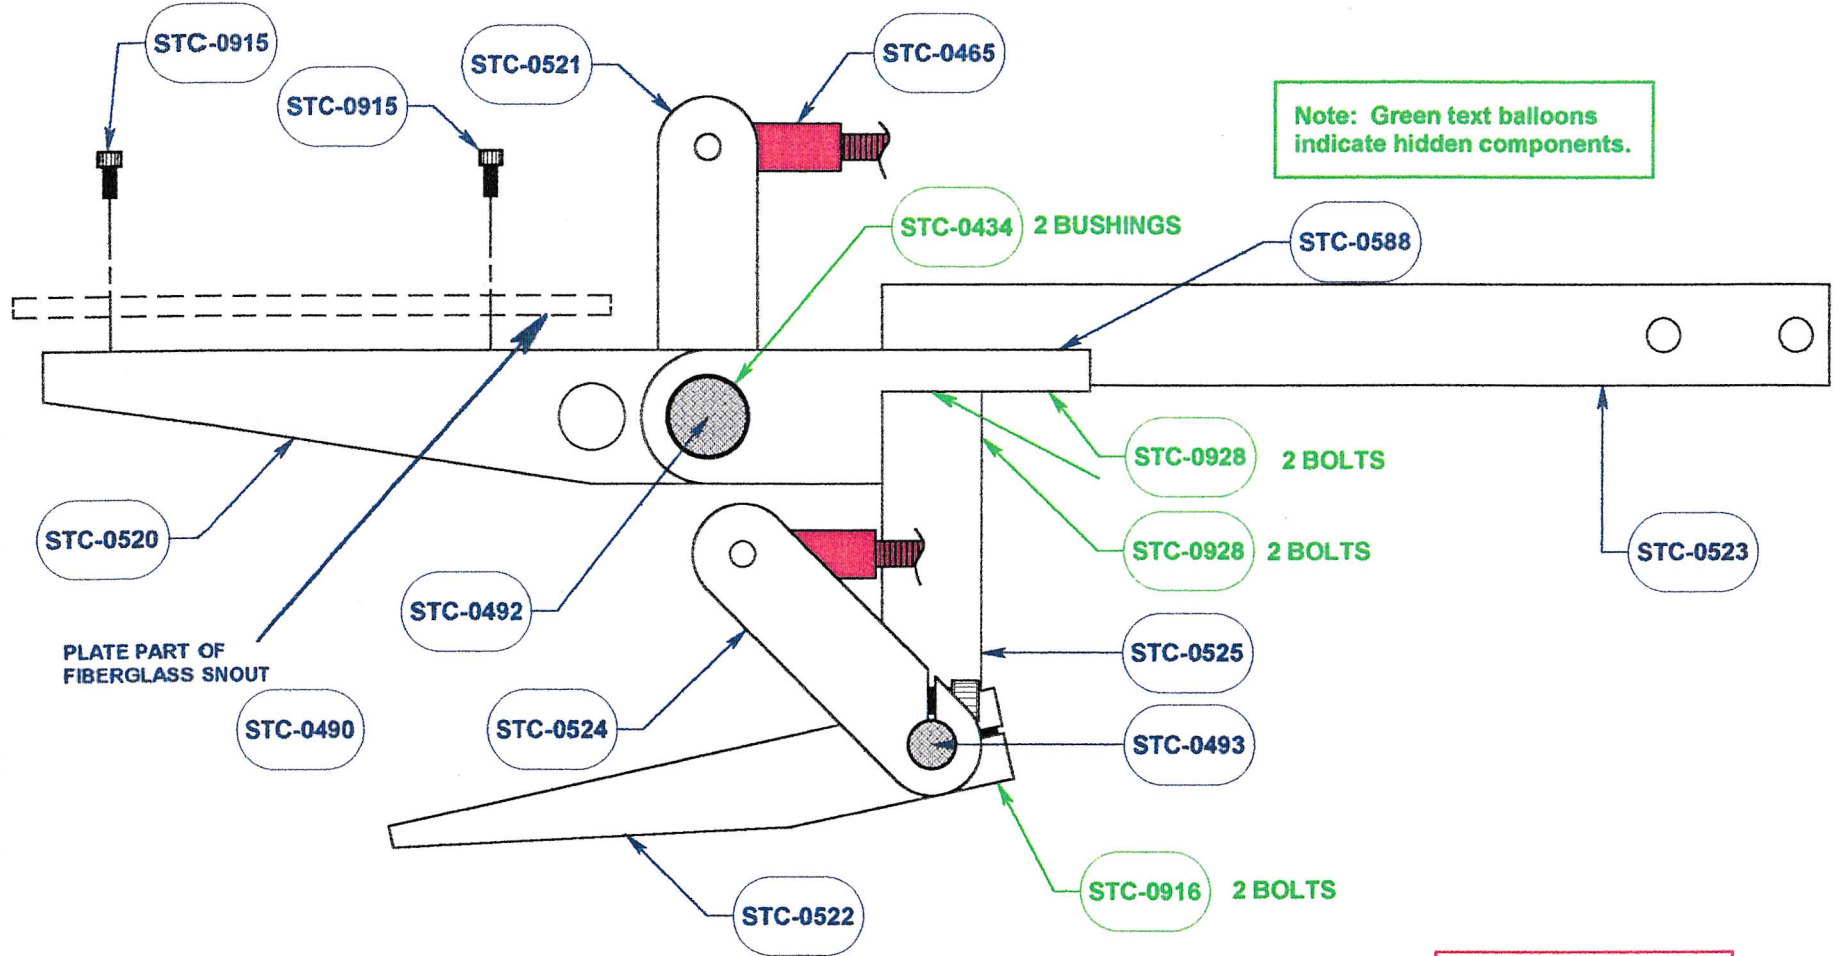 STC-0915
STC-0521
STC-0465
STC-0915
Note: Green text balloons
indicate hidden components.
STC-0434 2 BUSHINGS
STC-0588
STC-0928 2 BOLTS
STC-0520
STC-0928 2 BOLTS
STC-0523
STC-0492
PLATE PART OF
FIBERGLASS SNOUT
STC-0525
STC-0490
STC-0524
STC-0493
STC-0916 2 BOLTS
STC-0522